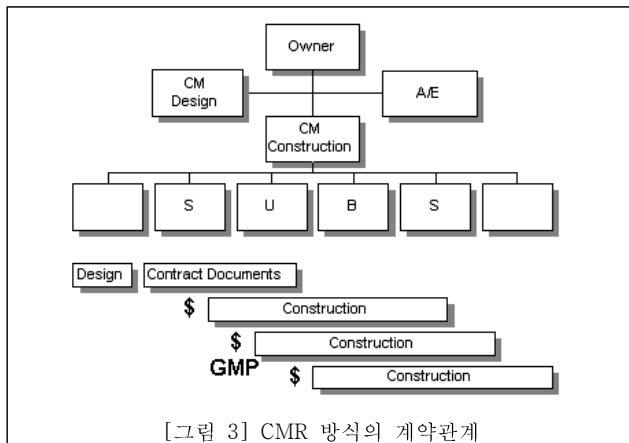 Owner
CM
Design
A/E
CM
Construction
S U B S
Design Contract Documents
$ Construction
$ Construction
GMP
$ Construction
[그림 3] CMR 방식의 계약관계